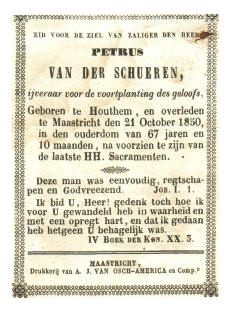 BID VOOR DE ZIEL VAN ZALIGER DEN HEER
PETRUS
VAN DER SCHUEREN,
ijveraar voor de voortplanting des geloofs,
Geboren te Houthem, en overleden
te Maastricht den 21 October 1850,
in den ouderdom van 67 jaren en
10 maanden, na voorzien te zijn van
de laatste HH. Sacramenten.
Deze man was eenvoudig, regtscha-
pen en Godvreezend. JOB. I. 1.
Ik bid U, Heer! gedenk toch hoe ik
voor U gewandeld heb in waarheid en
met een opregt hart, en dat ik gedaan
heb hetgeen U behagelijk was.
IV BOEK DER KON. XX. 3.
MAASTRICHT,
Drukkerij van A. J. VAN OSCH-AMERICA en Comp.e